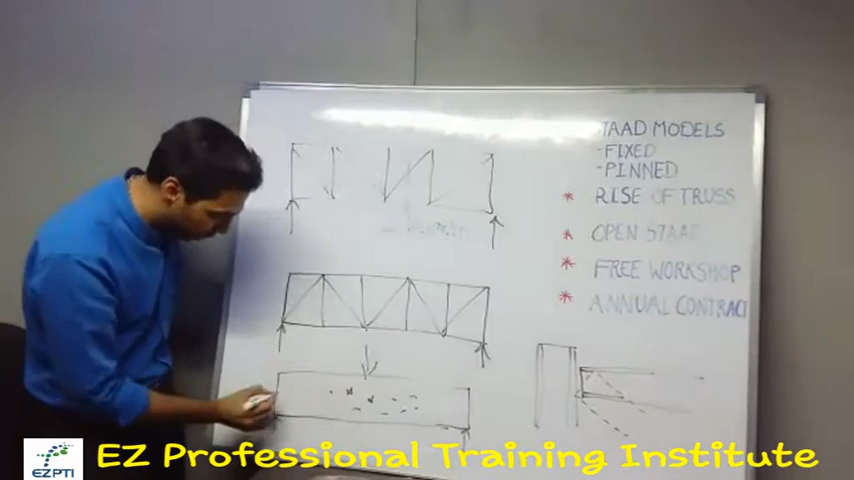 STAAD MODELS
-FIXED
-PINNED
* RISE OF TRUSS
* OPEN STAAD
* FREE WORKSHOP
* ANNUAL CONTRACT
EZPTI
EZ Professional Training Institute